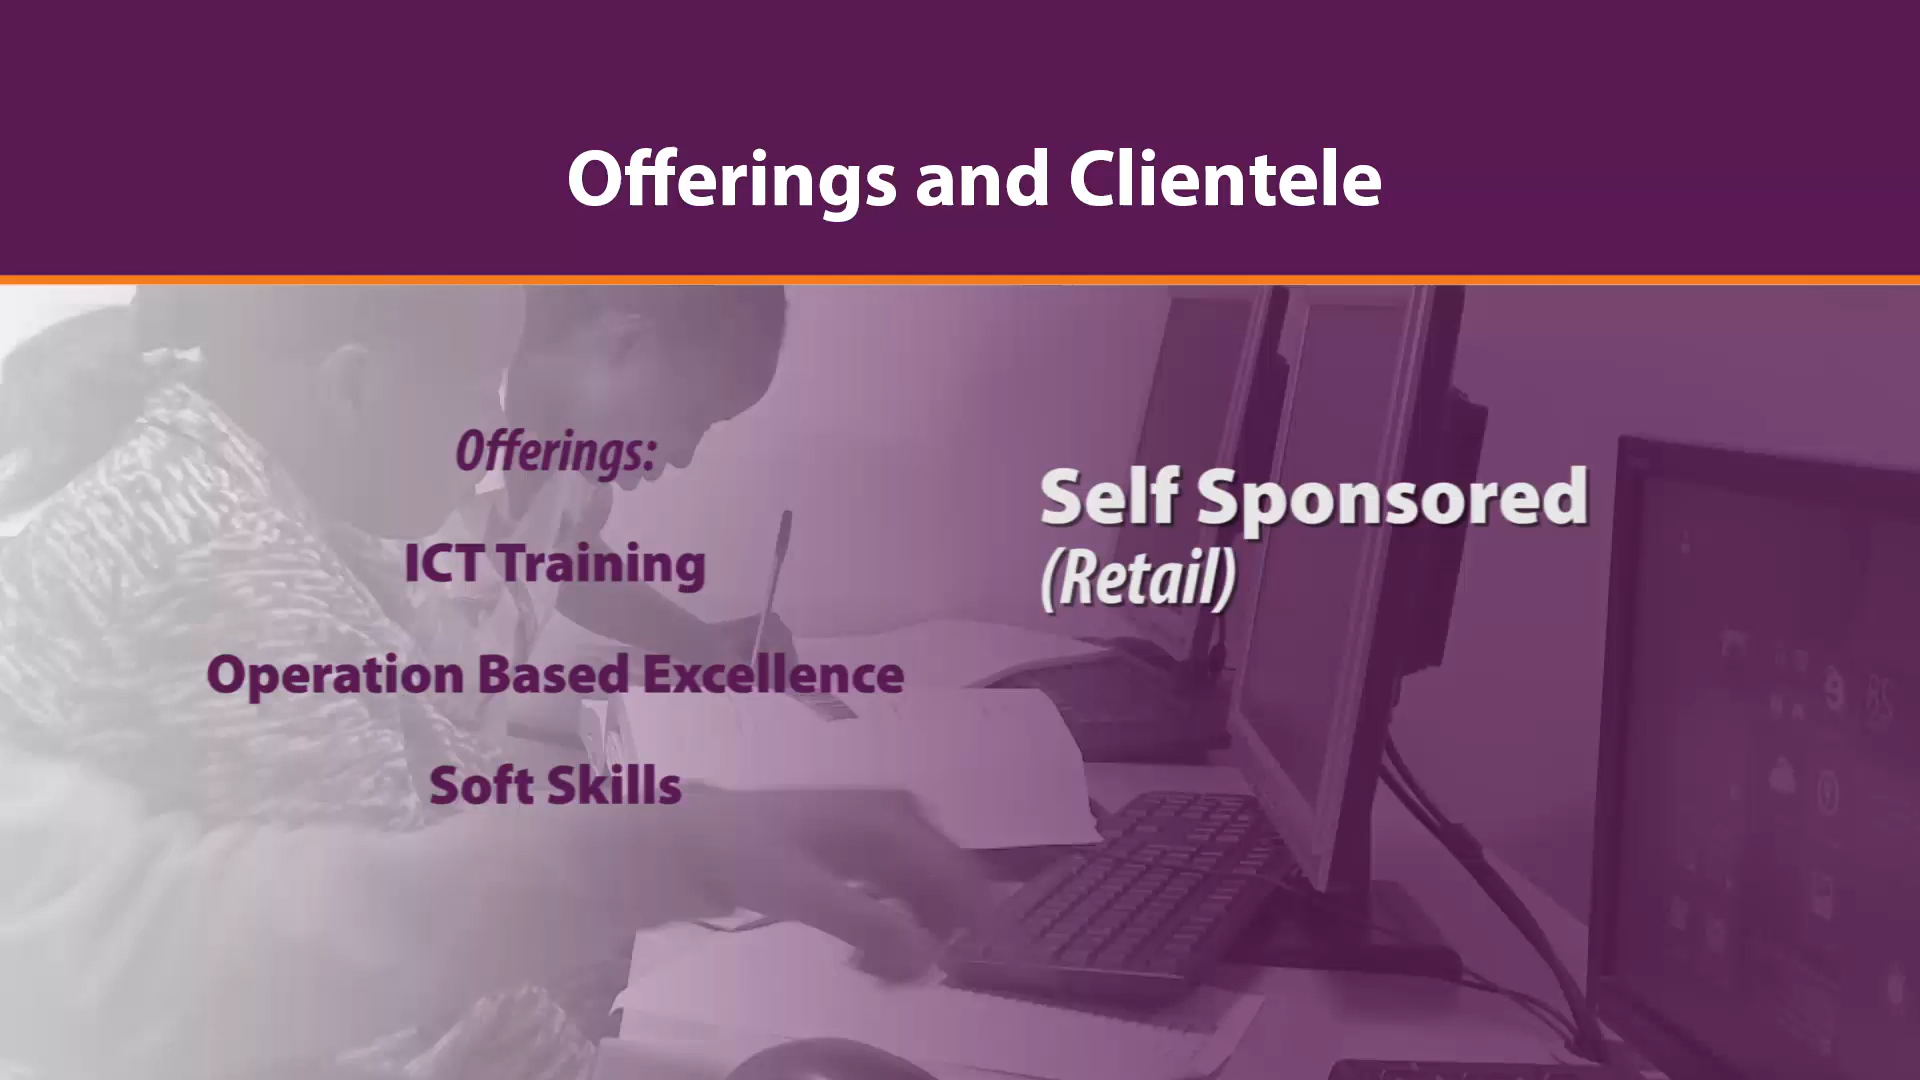 Offerings and Clientele
Offerings:
ICT Training
Operation Based Excellence
Soft Skills
Self Sponsored
(Retail)